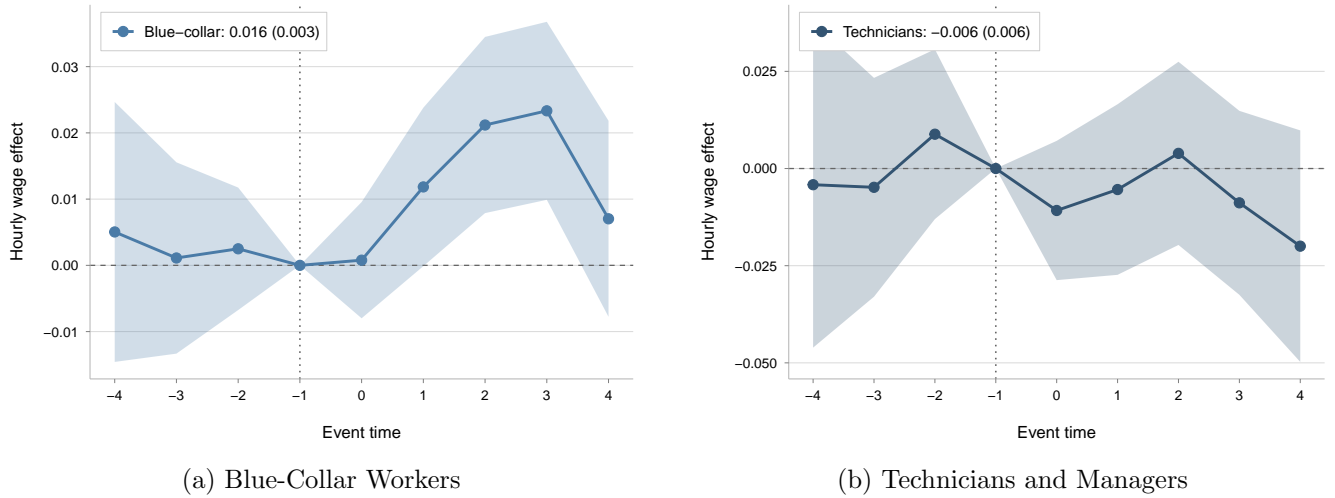 Blue−collar: 0.016 (0.003)
Hourly wage effect
0.03
0.02
0.01
0.00
−0.01
−4 −3 −2 −1 0 1 2 3 4
Event time
(a) Blue-Collar Workers
Technicians: −0.006 (0.006)
Hourly wage effect
0.025
0.000
−0.025
−0.050
−4 −3 −2 −1 0 1 2 3 4
Event time
(b) Technicians and Managers